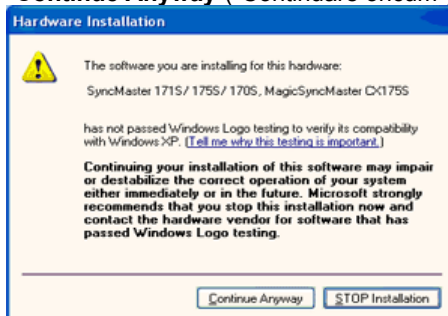 Continue Anyway
Hardware Installation
The software you are installing for this hardware:
SyncMaster 171S/ 175S/ 170S, MagicSyncMaster CX175S
has not passed Windows Logo testing to verify its compatibility
with Windows XP. (Tell me why this testing is important.)
Continuing your installation of this software may impair
or destabilize the correct operation of your system
either immediately or in the future. Microsoft strongly
recommends that you stop this installation now and
contact the hardware vendor for software that has
passed Windows Logo testing.
Continue Anyway
STOP Installation